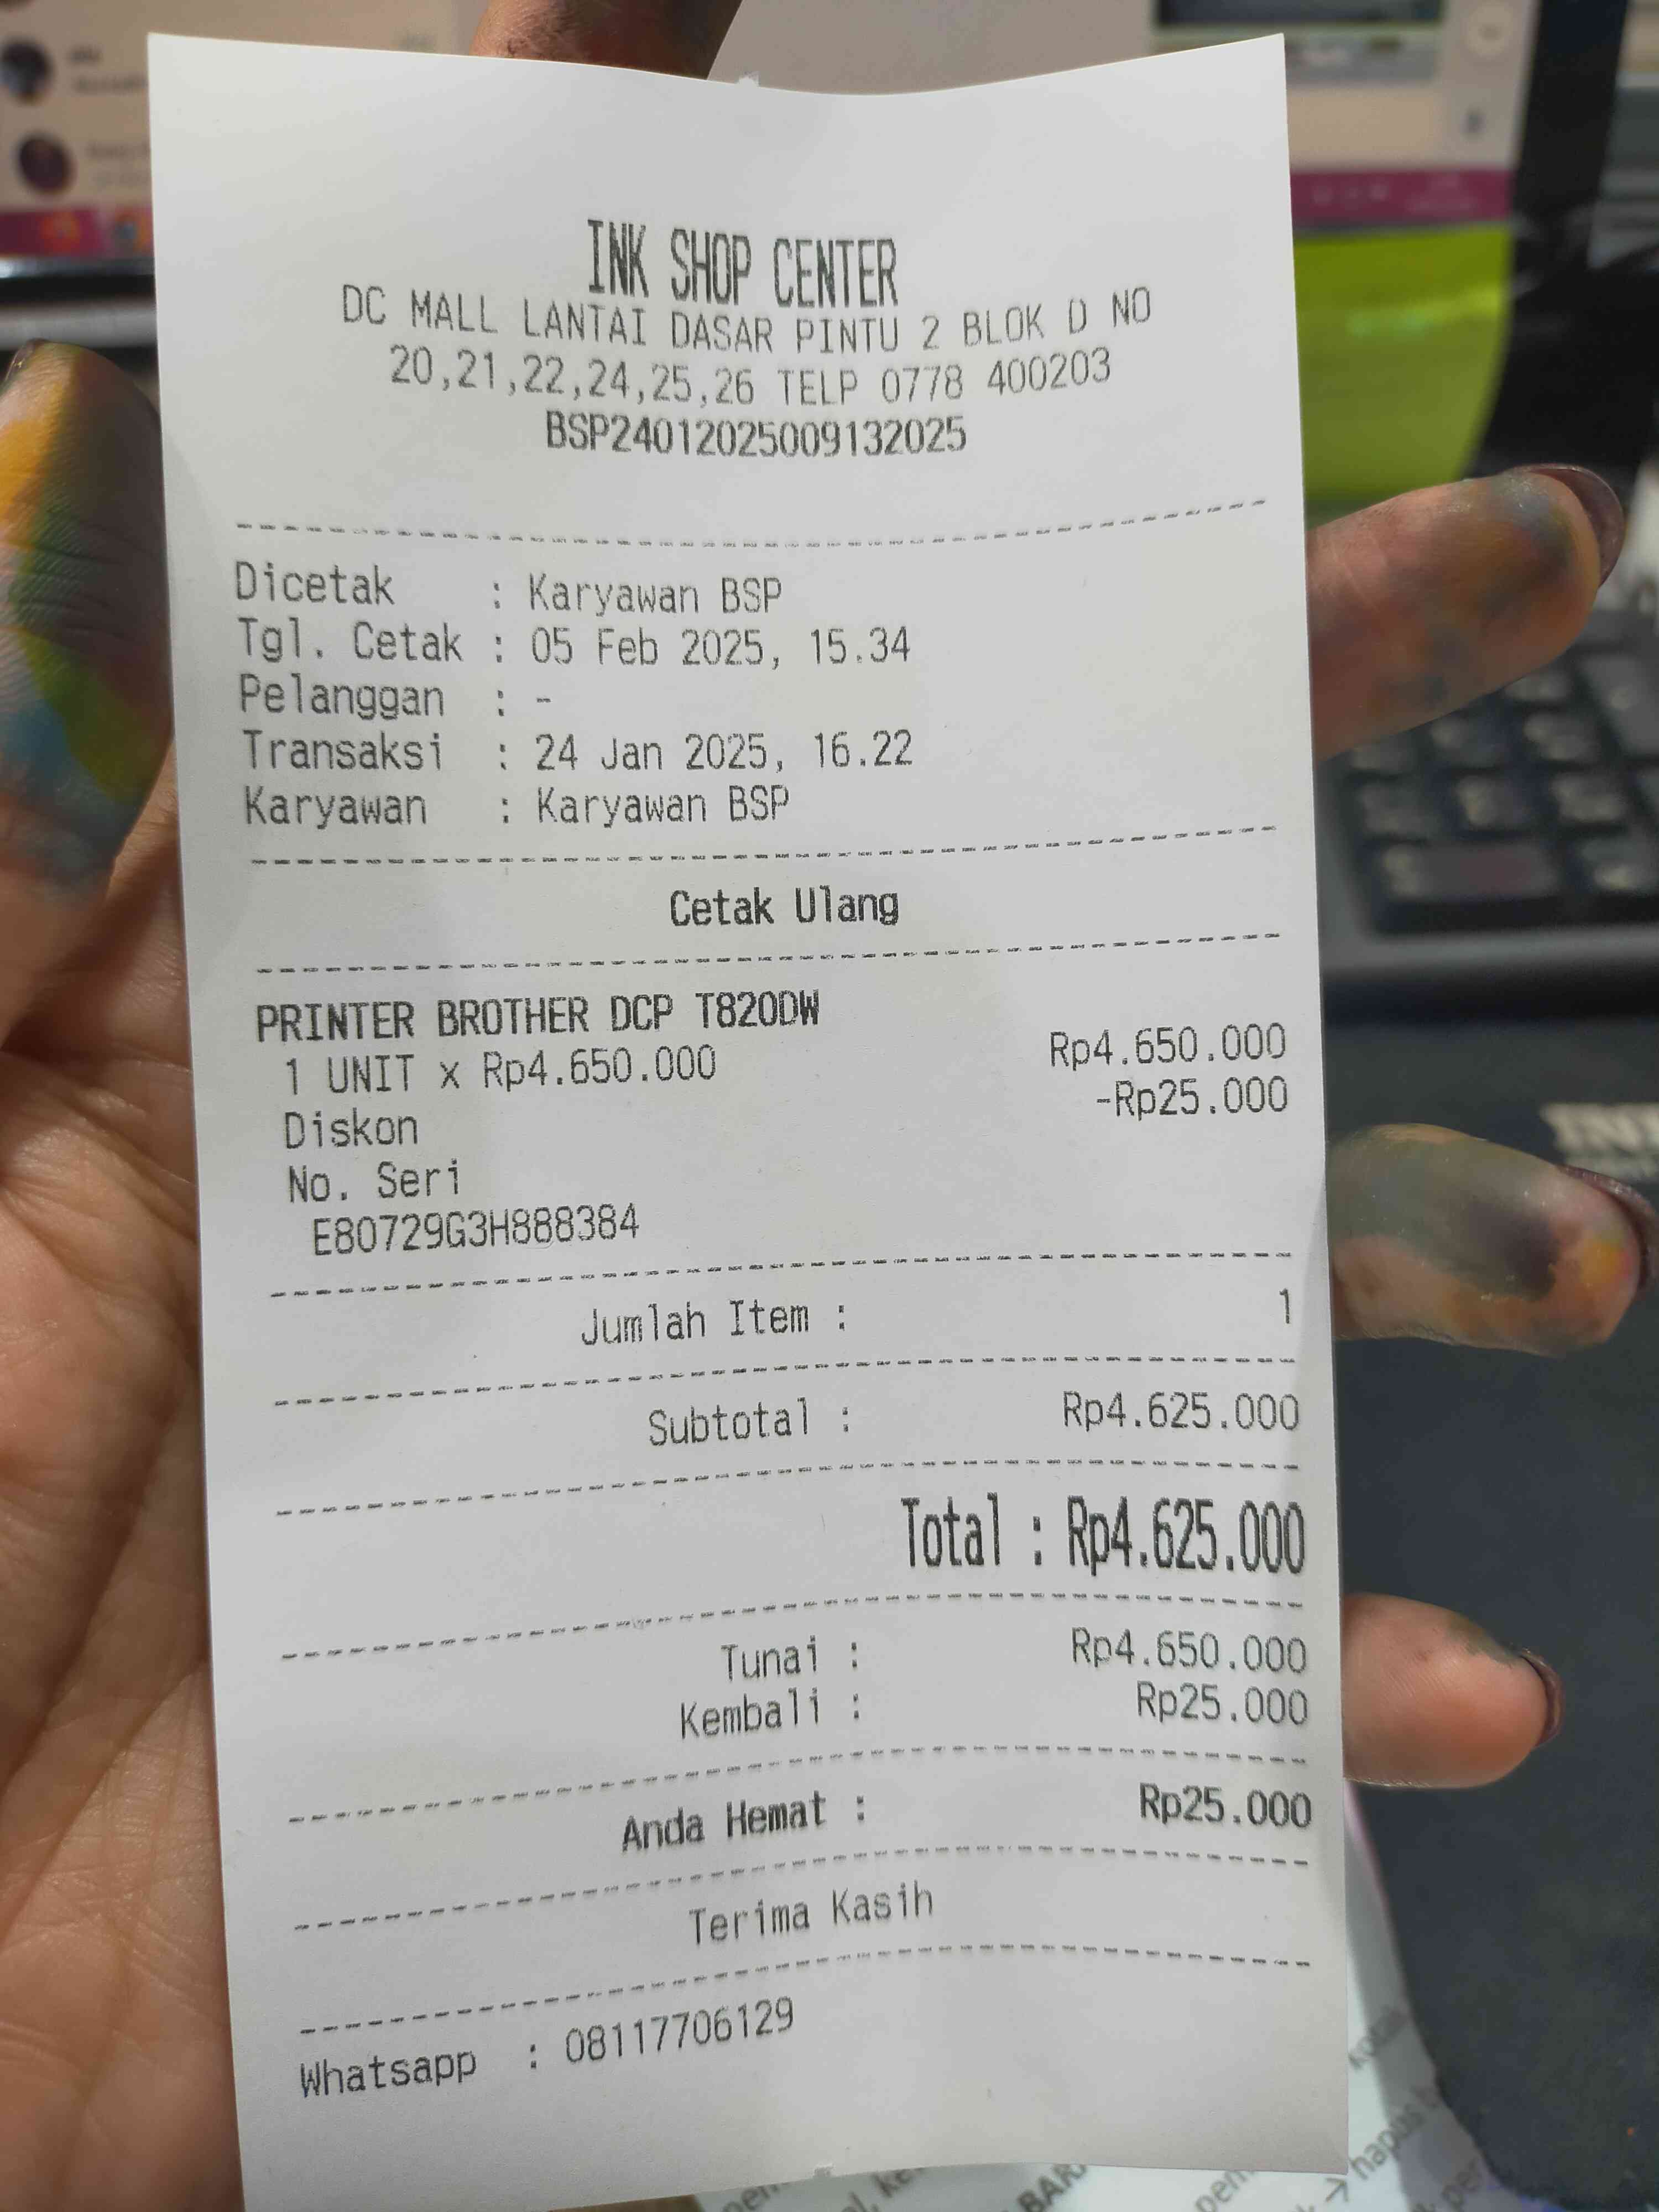 INK SHOP CENTER
DC MALL LANTAI DASAR PINTU 2 BLOK D NO
20,21,22,24,25,26 TELP 0778 400203
BSP24012025009132025
Dicetak : Karyawan BSP
Tgl. Cetak : 05 Feb 2025, 15.34
Pelanggan : -
Transaksi : 24 Jan 2025, 16.22
Karyawan : Karyawan BSP
Cetak Ulang
PRINTER BROTHER DCP T820DW
1 UNIT x Rp4.650.000 Rp4.650.000
Diskon -Rp25.000
No. Seri
E80729G3H888384
Jumlah Item : 1
Subtotal : Rp4.625.000
Total : Rp4.625.000
Tunai : Rp4.650.000
Kembali : Rp25.000
Anda Hemat : Rp25.000
Terima Kasih
Whatsapp : 08117706129
hapus